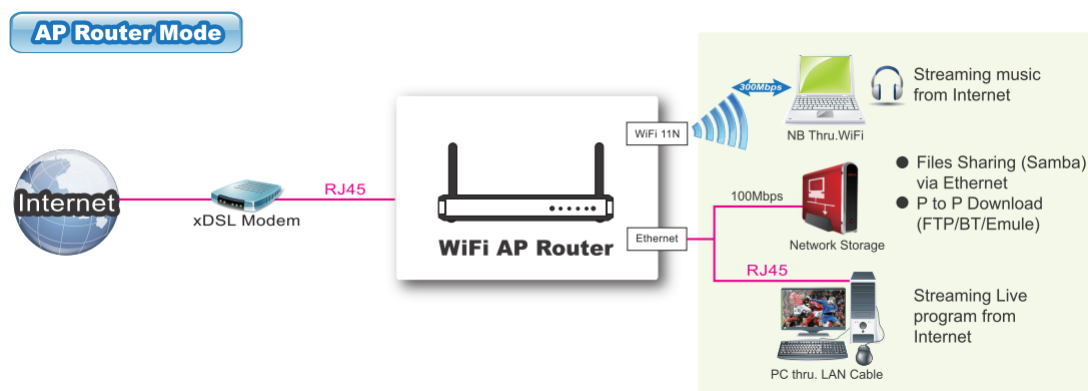 AP Router Mode
Internet
xDSL Modem
RJ45
WiFi AP Router
WiFi 11N
Ethernet
300Mbps
NB Thru.WiFi
Streaming music
from Internet
100Mbps
Network Storage
● Files Sharing (Samba)
via Ethernet
● P to P Download
(FTP/BT/Emule)
RJ45
PC thru. LAN Cable
Streaming Live
program from
Internet